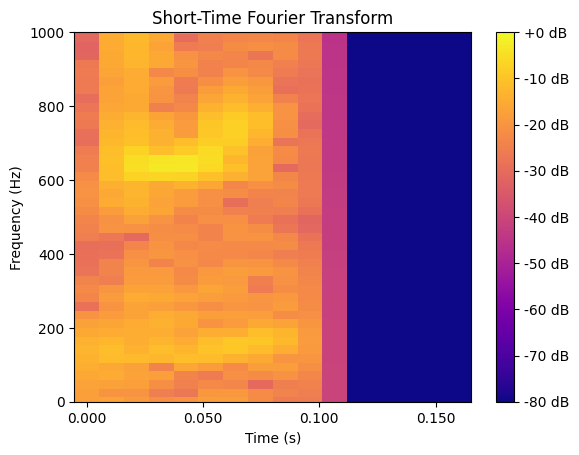 Short-Time Fourier Transform
1000
800
600
400
200
0
Frequency (Hz)
0.000
0.050
0.100
0.150
Time (s)
+0 dB
-10 dB
-20 dB
-30 dB
-40 dB
-50 dB
-60 dB
-70 dB
-80 dB